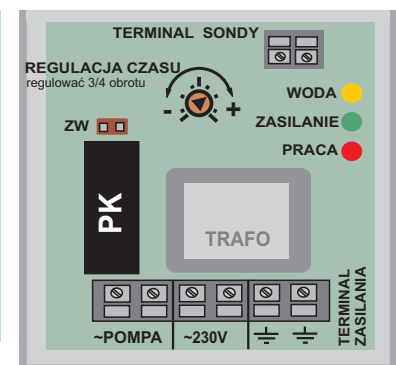 TERMINAL SONDY
REGULACJA CZASU
regulować 3/4 obrotu
- +
WODA
ZASILANIE
PRACA
ZW
PK
TRAFO
~POMPA ~230V
TERMINAL
ZASILANIA